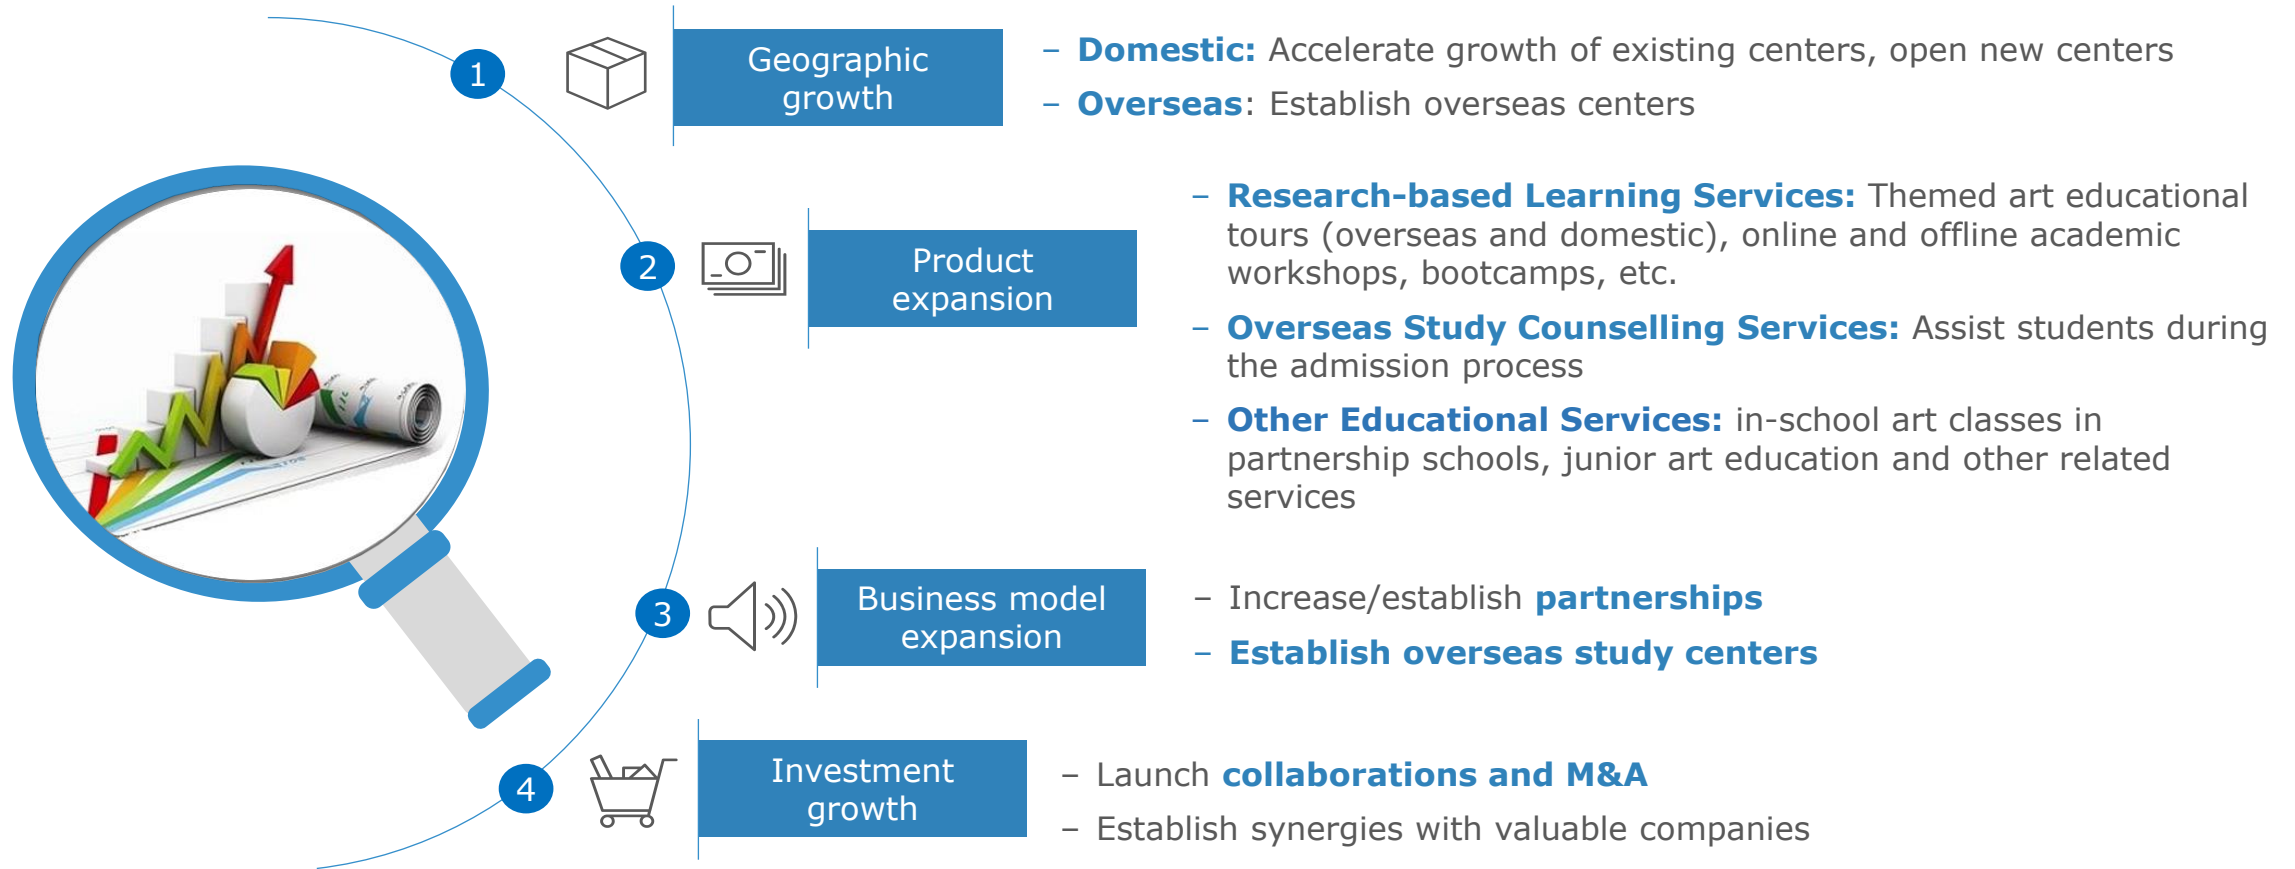 1
Geographic
growth
– Domestic: Accelerate growth of existing centers, open new centers
– Overseas: Establish overseas centers
2
Product
expansion
– Research-based Learning Services: Themed art educational
tours (overseas and domestic), online and offline academic
workshops, bootcamps, etc.
– Overseas Study Counselling Services: Assist students during
the admission process
– Other Educational Services: in-school art classes in
partnership schools, junior art education and other related
services
3
Business model
expansion
– Increase/establish partnerships
– Establish overseas study centers
4
Investment
growth
– Launch collaborations and M&A
– Establish synergies with valuable companies